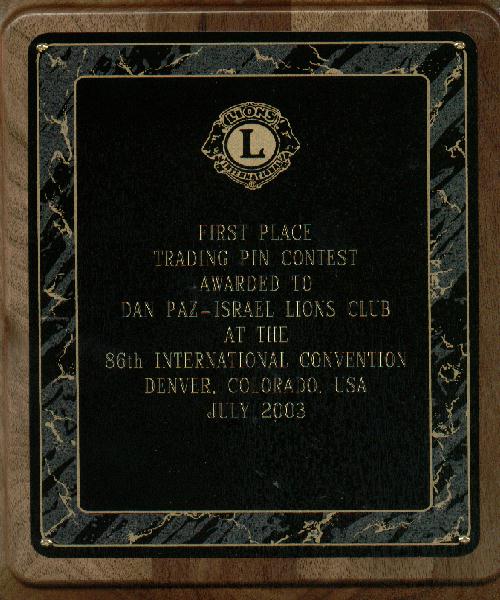 LIONS
L
INTERNATIONAL
FIRST PLACE
TRADING PIN CONTEST
AWARDED TO
DAN PAZ-ISRAEL LIONS CLUB
AT THE
86th INTERNATIONAL CONVENTION
DENVER, COLORADO, USA
JULY 2003